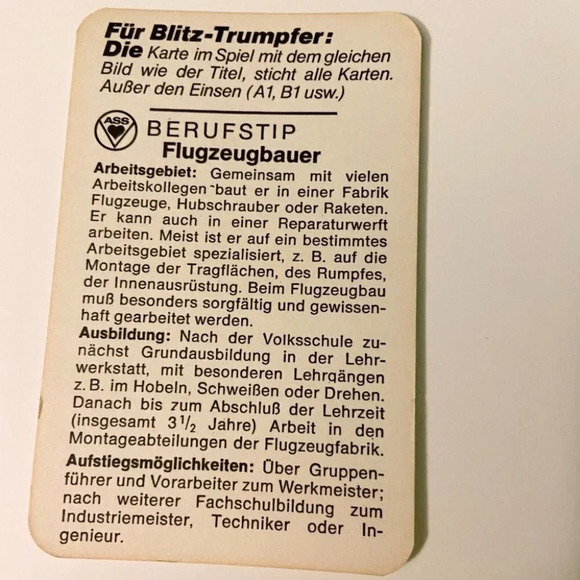 Für Blitz-Trumpfer:
Die Karte im Spiel mit dem gleichen
Bild wie der Titel, sticht alle Karten.
Außer den Einsen (A1, B1 usw.)
ASS
BERUFSTIP
Flugzeugbauer
Arbeitsgebiet: Gemeinsam mit vielen
Arbeitskollegen baut er in einer Fabrik
Flugzeuge, Hubschrauber oder Raketen.
Er kann auch in einer Reparaturwerft
arbeiten. Meist ist er auf ein bestimmtes
Arbeitsgebiet spezialisiert, z. B. auf die
Montage der Tragflächen, des Rumpfes,
der Innenausrüstung. Beim Flugzeugbau
muß besonders sorgfältig und gewissen-
haft gearbeitet werden.
Ausbildung: Nach der Volksschule zu-
nächst Grundausbildung in der Lehr-
werkstatt, mit besonderen Lehrgängen
z. B. im Hobeln, Schweißen oder Drehen.
Danach bis zum Abschluß der Lehrzeit
(insgesamt 3 1/2 Jahre) Arbeit in den
Montageabteilungen der Flugzeugfabrik.
Aufstiegsmöglichkeiten: Über Gruppen-
führer und Vorarbeiter zum Werkmeister;
nach weiterer Fachschulbildung zum
Industriemeister, Techniker oder In-
genieur.